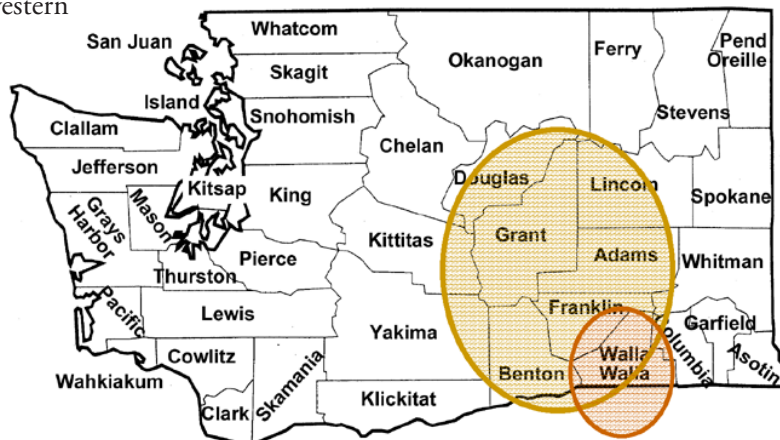 western
San Juan
Whatcom
Skagit
Island
Snohomish
Clallam
Jefferson
Kitsap
King
Mason
Grays
Harbor
Pierce
Thurston
Pacific
Lewis
Wahkiakum
Cowlitz
Clark
Skamania
Okanogan
Ferry
Pend
Oreille
Stevens
Chelan
Douglas
Lincoln
Spokane
Grant
Kittitas
Adams
Whitman
Franklin
Yakima
Benton
Walla
Walla
Columbia
Garfield
Asotin
Klickitat